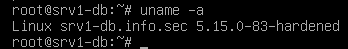 root@srv1-db:~# uname -a
Linux srv1-db.info.sec 5.15.0-83-hardened
root@srv1-db:~# _